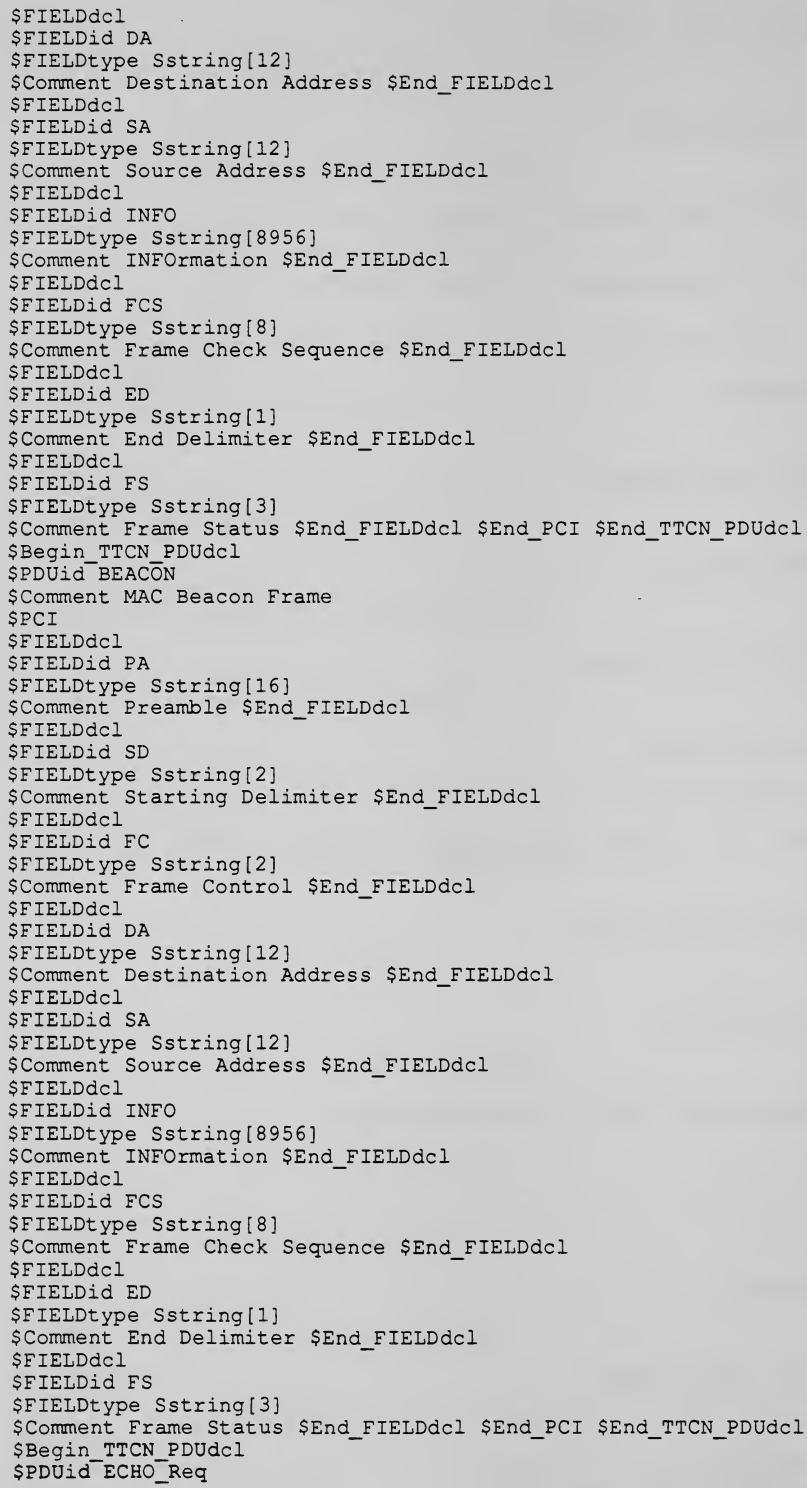 $FIELDdcl
$FIELDid DA
$FIELDtype Sstring[12]
$Comment Destination Address $End_FIELDdcl
$FIELDdcl
$FIELDid SA
$FIELDtype Sstring[12]
$Comment Source Address $End_FIELDdcl
$FIELDdcl
$FIELDid INFO
$FIELDtype Sstring[8956]
$Comment INFOrmation $End_FIELDdcl
$FIELDdcl
$FIELDid FCS
$FIELDtype Sstring[8]
$Comment Frame Check Sequence $End_FIELDdcl
$FIELDdcl
$FIELDid ED
$FIELDtype Sstring[1]
$Comment End Delimiter $End_FIELDdcl
$FIELDdcl
$FIELDid FS
$FIELDtype Sstring[3]
$Comment Frame Status $End_FIELDdcl $End_PCI $End_TTCN_PDUdcl
$Begin_TTCN_PDUdcl
$PDUid BEACON
$Comment MAC Beacon Frame
$PCI
$FIELDdcl
$FIELDid PA
$FIELDtype Sstring[16]
$Comment Preamble $End_FIELDdcl
$FIELDdcl
$FIELDid SD
$FIELDtype Sstring[2]
$Comment Starting Delimiter $End_FIELDdcl
$FIELDdcl
$FIELDid FC
$FIELDtype Sstring[2]
$Comment Frame Control $End_FIELDdcl
$FIELDdcl
$FIELDid DA
$FIELDtype Sstring[12]
$Comment Destination Address $End_FIELDdcl
$FIELDdcl
$FIELDid SA
$FIELDtype Sstring[12]
$Comment Source Address $End_FIELDdcl
$FIELDdcl
$FIELDid INFO
$FIELDtype Sstring[8956]
$Comment INFOrmation $End_FIELDdcl
$FIELDdcl
$FIELDid FCS
$FIELDtype Sstring[8]
$Comment Frame Check Sequence $End_FIELDdcl
$FIELDdcl
$FIELDid ED
$FIELDtype Sstring[1]
$Comment End Delimiter $End_FIELDdcl
$FIELDdcl
$FIELDid FS
$FIELDtype Sstring[3]
$Comment Frame Status $End_FIELDdcl $End_PCI $End_TTCN_PDUdcl
$Begin_TTCN_PDUdcl
$PDUid ECHO_Req